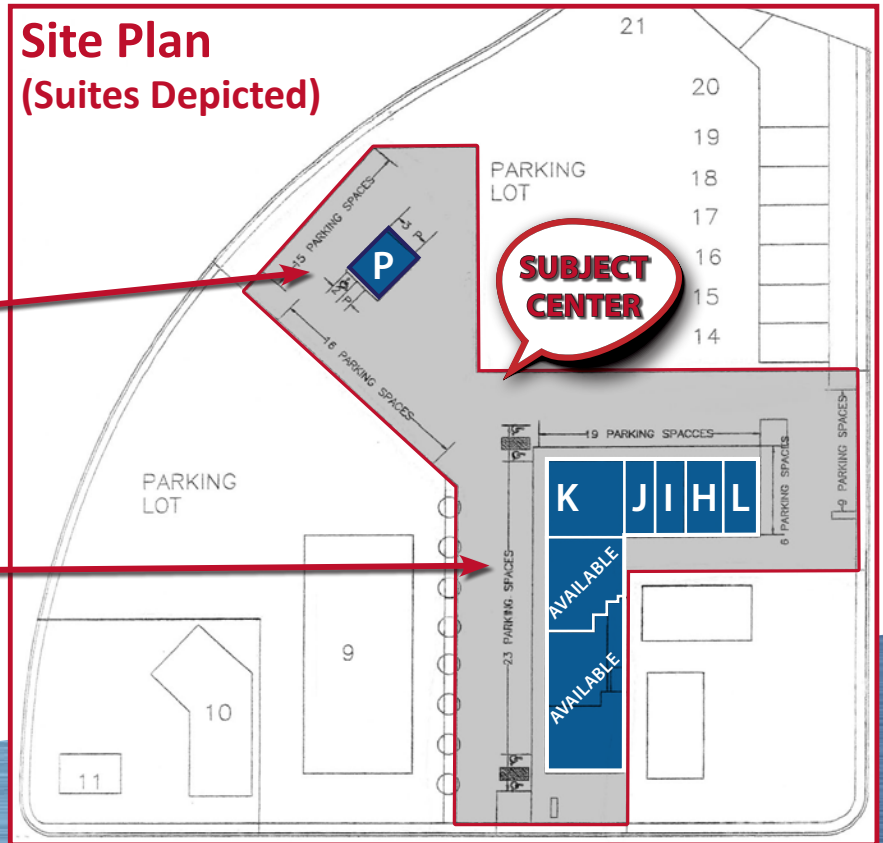 Site Plan
(Suites Depicted)
21
20
19
18
17
16
15
14
PARKING
LOT
15 PARKING SPACES
3 P
P
SUBJECT
CENTER
16 PARKING SPACES
19 PARKING SPACCES
9 PARKING SPACES
6 PARKING SPACES
K
J
I
H
L
PARKING
LOT
AVAILABLE
23 PARKING SPACES
AVAILABLE
9
10
11